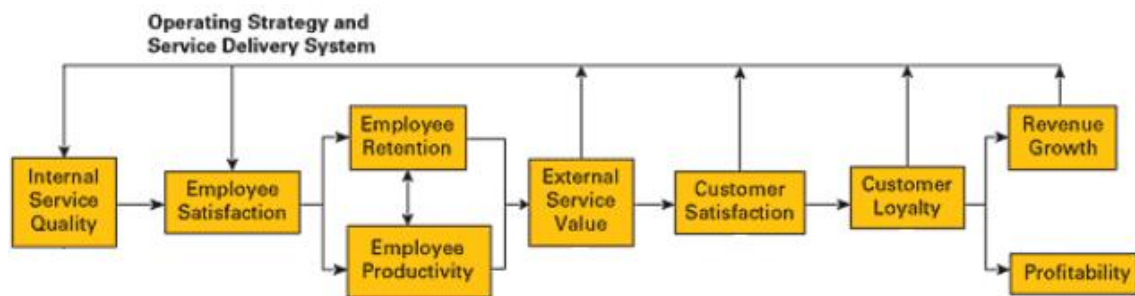 Operating Strategy and
Service Delivery System
Internal
Service
Quality
Employee
Satisfaction
Employee
Retention
Employee
Productivity
External
Service
Value
Customer
Satisfaction
Customer
Loyalty
Revenue
Growth
Profitability